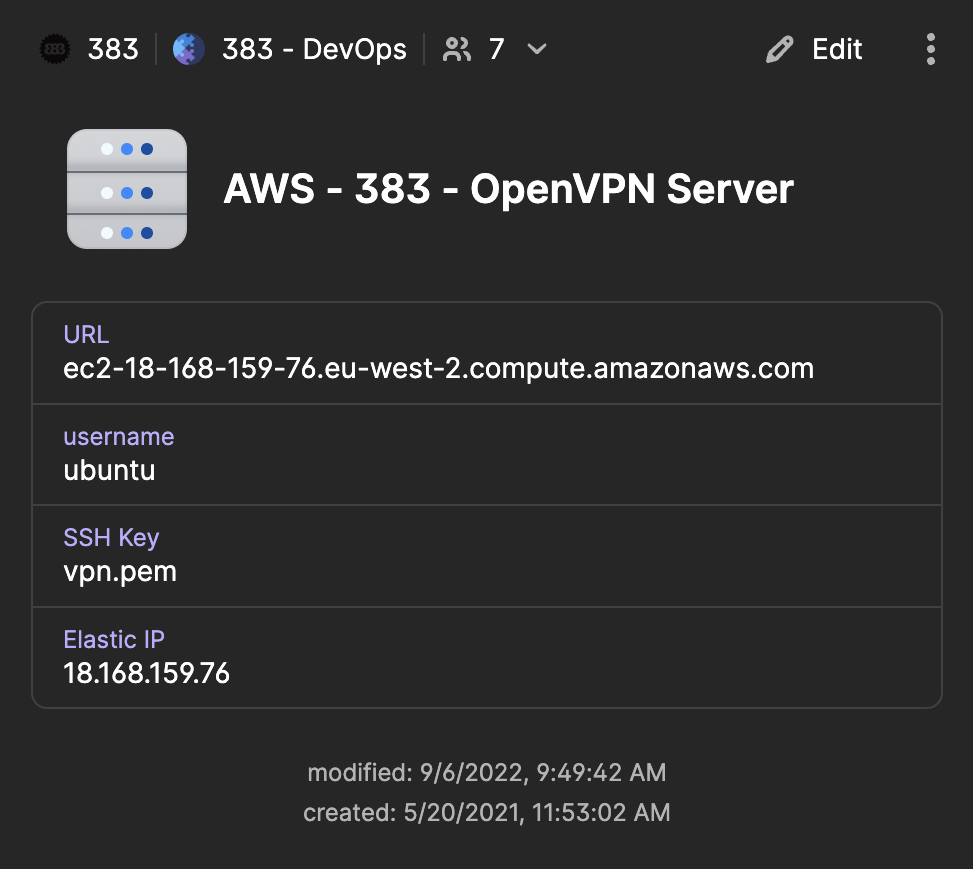 383 383 383 - DevOps 7 Edit
AWS - 383 - OpenVPN Server
URL
ec2-18-168-159-76.eu-west-2.compute.amazonaws.com
username
ubuntu
SSH Key
vpn.pem
Elastic IP
18.168.159.76
modified: 9/6/2022, 9:49:42 AM
created: 5/20/2021, 11:53:02 AM